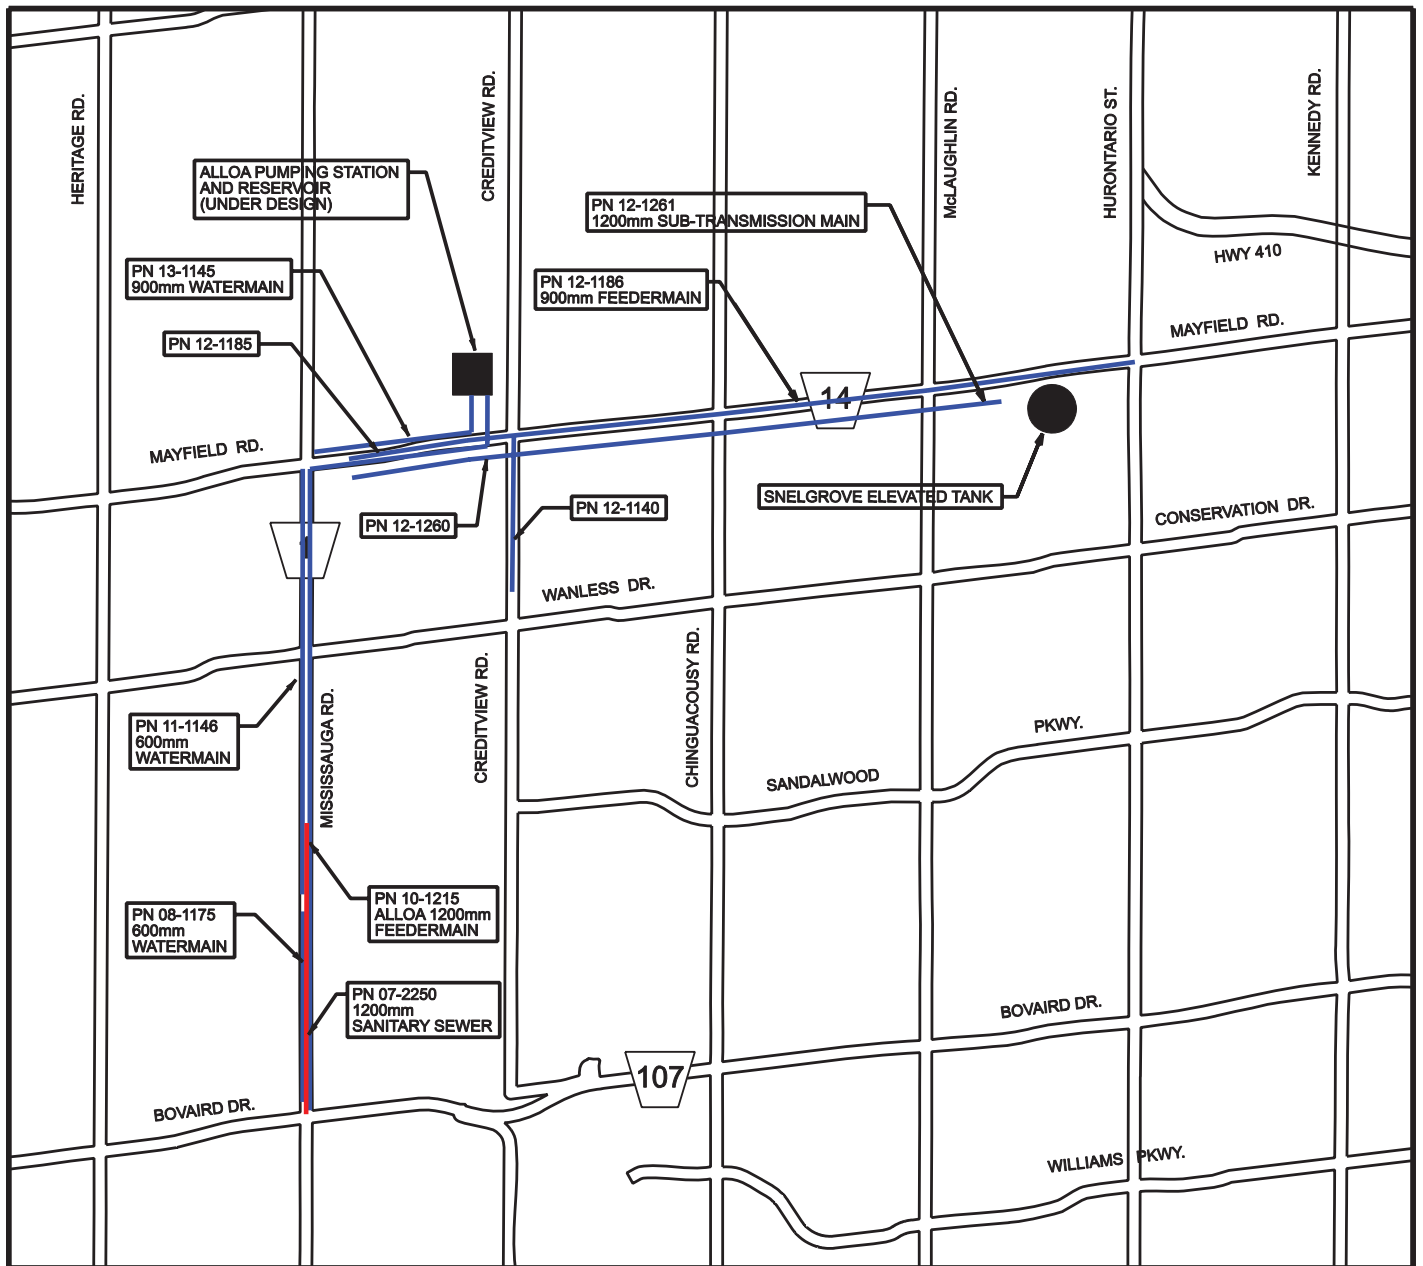 HERITAGE RD.
CREDITVIEW RD.
McLAUGHLIN RD.
HURONTARIO ST.
KENNEDY RD.
ALLOA PUMPING STATION
AND RESERVOIR
(UNDER DESIGN)
PN 12-1261
1200mm SUB-TRANSMISSION MAIN
HWY 410
PN 13-1145
900mm WATERMAIN
PN 12-1186
900mm FEEDERMAIN
MAYFIELD RD.
PN 12-1185
14
MAYFIELD RD.
SNELGROVE ELEVATED TANK
PN 12-1260
PN 12-1140
CONSERVATION DR.
WANLESS DR.
MISSISSAUGA RD.
CREDITVIEW RD.
CHINGUACOUSY RD.
PN 11-1146
600mm
WATERMAIN
PKWY.
SANDALWOOD
PN 10-1215
ALLOA 1200mm
FEEDERMAIN
PN 08-1175
600mm
WATERMAIN
PN 07-2250
1200mm
SANITARY SEWER
BOVAIRD DR.
107
BOVAIRD DR.
WILLIAMS PKWY.